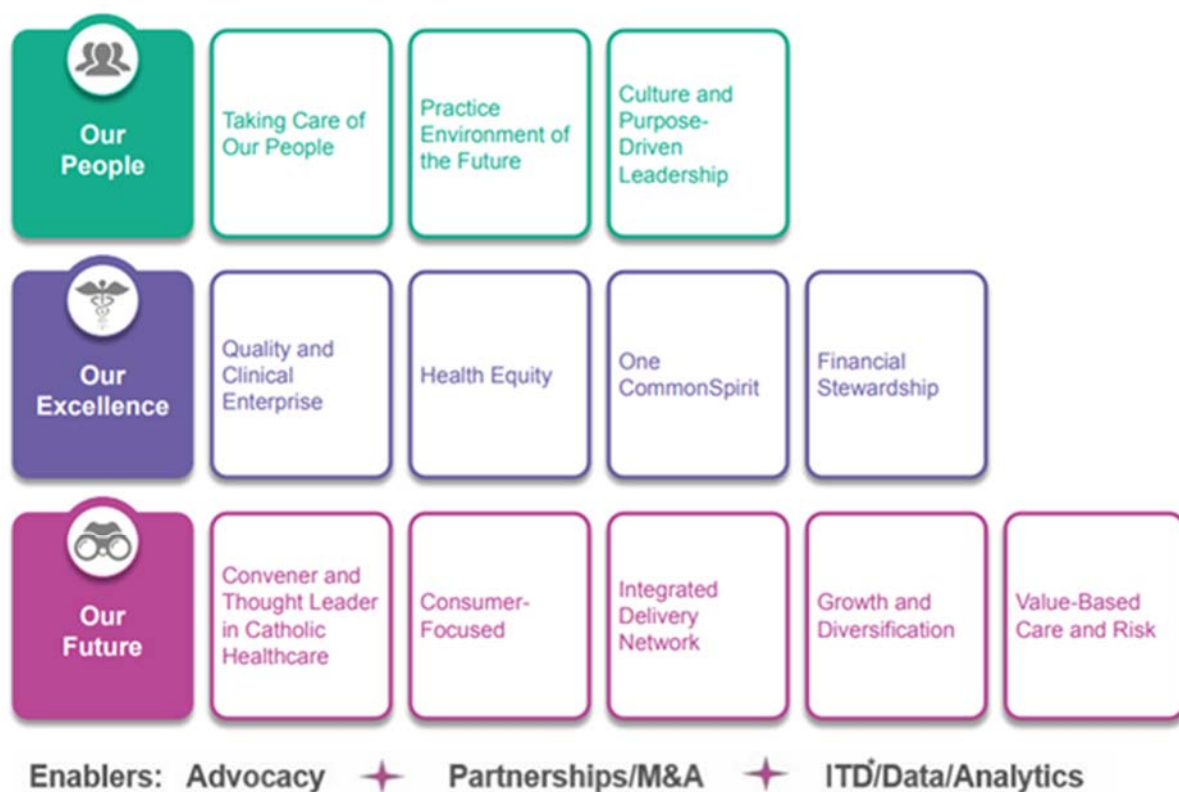 Our
People
Taking Care of
Our People
Practice
Environment of
the Future
Culture and
Purpose-
Driven
Leadership
Our
Excellence
Quality and
Clinical
Enterprise
Health Equity
One
CommonSpirit
Financial
Stewardship
Our
Future
Convener and
Thought Leader
in Catholic
Healthcare
Consumer-
Focused
Integrated
Delivery
Network
Growth and
Diversification
Value-Based
Care and Risk
Enablers: Advocacy Partnerships/M&A ITD*/Data/Analytics